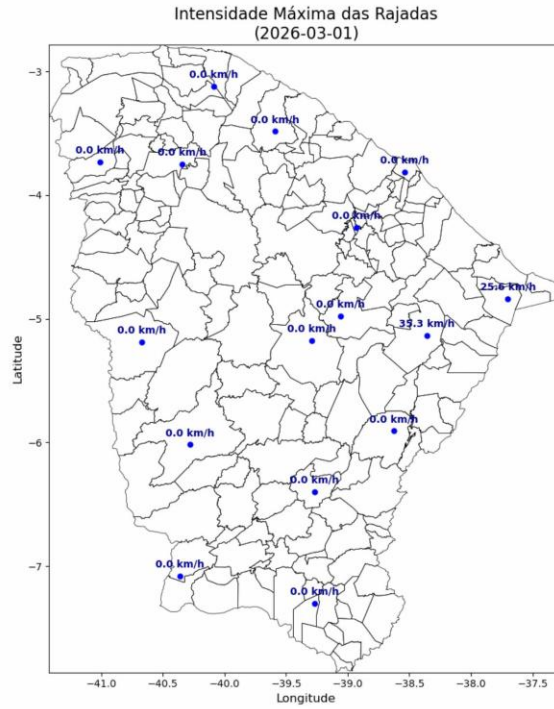 Intensidade Máxima das Rajadas
(2026-03-01)
−3
0.0 km/h
0.0 km/h
0.0 km/h
0.0 km/h
0.0 km/h
−4
0.0 km/h
25.6 km/h
0.0 km/h
−5
0.0 km/h
0.0 km/h
35.3 km/h
0.0 km/h
−6
0.0 km/h
0.0 km/h
−7
0.0 km/h
0.0 km/h
Latitude
−41.0
−40.5
−40.0
−39.5
−39.0
−38.5
−38.0
−37.5
Longitude